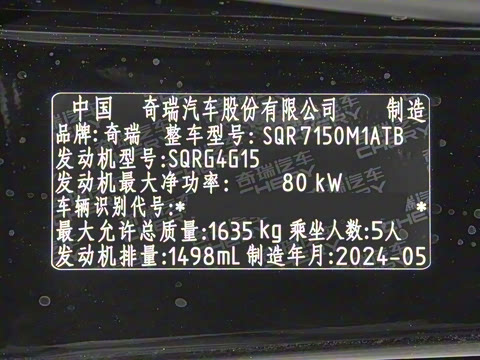 中国 奇瑞汽车股份有限公司 制造
品牌:奇瑞 整车型号: SQR7150M1ATB
发动机型号:SQRG4G15
发动机最大净功率: 80 kW
车辆识别代号:* *
最大允许总质量:1635 kg 乘坐人数:5人
发动机排量:1498mL 制造年月:2024-05